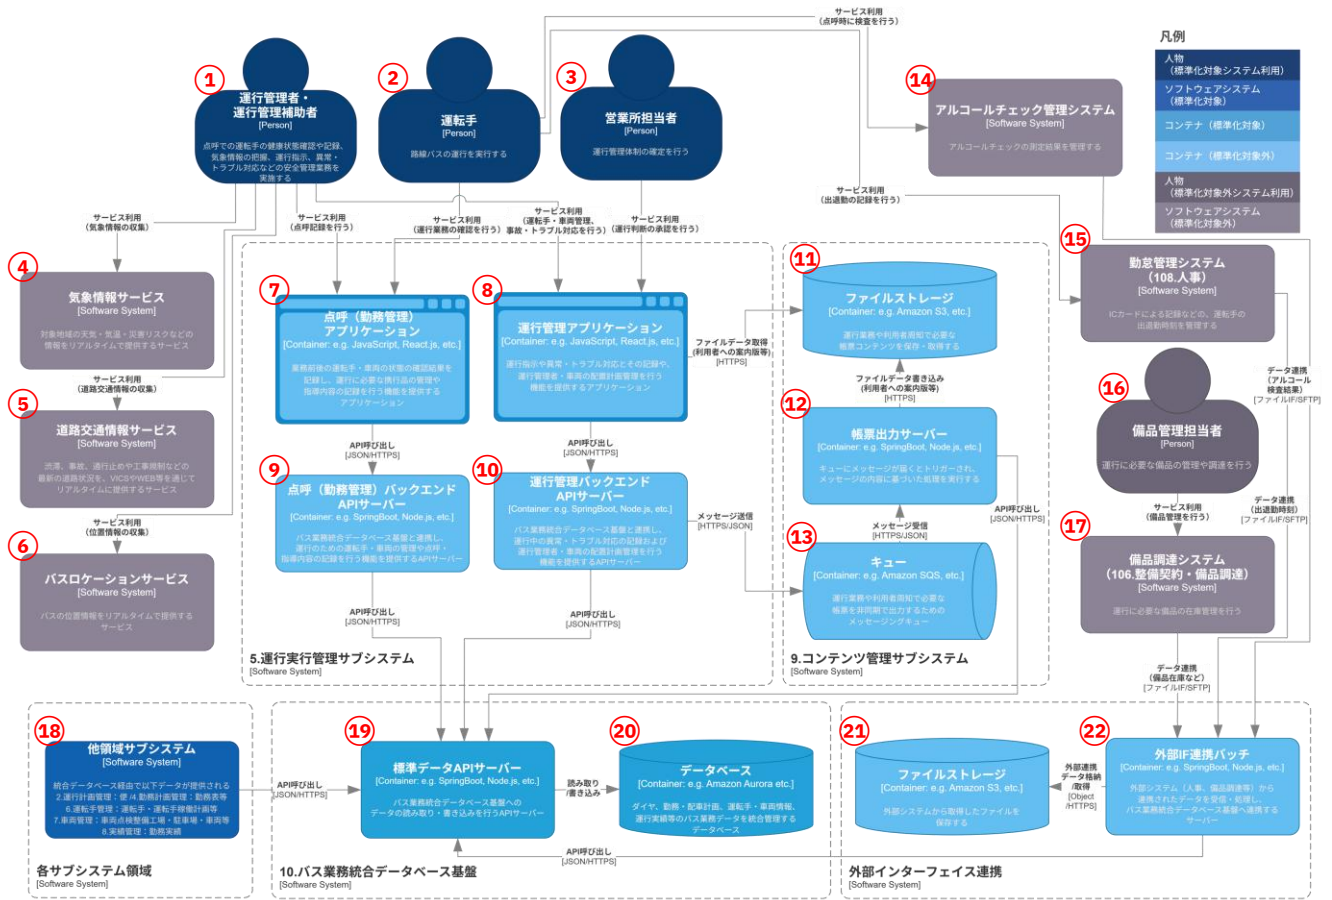 サービス利用
（点呼時に検査を行う）
凡例
人物
（標準化対象システム利用）
ソフトウェアシステム
（標準化対象）
コンテナ（標準化対象）
コンテナ（標準化対象外）
人物
（標準化対象外システム利用）
ソフトウェアシステム
（標準化対象外）
①
運行管理者・
運行管理補助者
[Person]
点呼での運転手の健康状態確認や記録、
気象情報の把握、運行指示、異常・
トラブル対応などの安全管理業務を
実施する
②
運転手
[Person]
路線バスの運行を実行する
③
営業所担当者
[Person]
運行管理体制の確定を行う
⑭
アルコールチェック管理システム
[Software System]
アルコールチェックの測定結果を管理する
サービス利用
（出退勤の記録を行う）
サービス利用
（気象情報の収集）
サービス利用
（点呼記録を行う）
サービス利用
（運行業務の確認を行う）
サービス利用
（運転手・車両管理、
事故・トラブル対応を行う）
サービス利用
（運行判断の承認を行う）
④
気象情報サービス
[Software System]
対象地域の天気・気温・災害リスクなどの
情報をリアルタイムで提供するサービス
サービス利用
（道路交通情報の収集）
⑤
道路交通情報サービス
[Software System]
渋滞、事故、通行止めや工事規制などの
最新の道路状況を、VICSやWEB等を通じて
リアルタイムに提供するサービス
サービス利用
（位置情報の収集）
⑥
バスロケーションサービス
[Software System]
バスの位置情報をリアルタイムで提供する
サービス
⑦
点呼（勤務管理）
アプリケーション
[Container: e.g. JavaScript, React.js, etc.]
業務前後の運転手・車両の状態の確認結果を
記録し、運行に必要な携行品の管理や
指導内容の記録を行う機能を提供する
アプリケーション
⑧
運行管理アプリケーション
[Container: e.g. JavaScript, React.js, etc.]
運行指示や異常・トラブル対応とその記録や、
運行管理者・車両の配置計画管理を行う
機能を提供するアプリケーション
API呼び出し
[JSON/HTTPS]
API呼び出し
[JSON/HTTPS]
⑨
点呼（勤務管理）バックエンド
APIサーバー
[Container: e.g. SpringBoot, Node.js, etc.]
バス業務統合データベース基盤と連携し、
運行のための運転手・車両の管理や点呼・
指導内容の記録を行う機能を提供するAPIサーバー
⑩
運行管理バックエンド
APIサーバー
[Container: e.g. SpringBoot, Node.js, etc.]
バス業務統合データベース基盤と連携し、
運行中の異常・トラブル対応の記録および
運行管理者・車両の配置計画管理を行う
機能を提供するAPIサーバー
API呼び出し
[JSON/HTTPS]
API呼び出し
[JSON/HTTPS]
5.運行実行管理サブシステム
[Software System]
ファイルデータ取得
(利用者への案内版等)
[HTTPS]
メッセージ送信
[HTTPS/JSON]
⑪
ファイルストレージ
[Container: e.g. Amazon S3, etc.]
運行業務や利用者周知で必要な
帳票コンテンツを保存・取得する
ファイルデータ書き込み
(利用者への案内版等)
[HTTPS]
⑫
帳票出力サーバー
[Container: e.g. SpringBoot, Node.js, etc.]
キューにメッセージが届くとトリガーされ、
メッセージの内容に基づいた処理を実行する
メッセージ受信
[HTTPS/JSON]
API呼び出し
[JSON/HTTPS]
⑬
キュー
[Container: e.g. Amazon SQS, etc.]
運行業務や利用者周知で必要な
帳票を非同期で出力するための
メッセージングキュー
9.コンテンツ管理サブシステム
[Software System]
⑮
勤怠管理システム
（108.人事）
[Software System]
ICカードによる記録などの、運転手の
出退勤時刻を管理する
データ連携
（アルコール
検査結果）
[ファイルIF/SFTP]
⑯
備品管理担当者
[Person]
運行に必要な備品の管理や調達を行う
データ連携
（出退勤時刻）
[ファイルIF/SFTP]
サービス利用
（備品管理を行う）
⑰
備品調達システム
（106.整備契約・備品調達）
[Software System]
運行に必要な備品の在庫管理を行う
データ連携
（備品在庫など）
[ファイルIF/SFTP]
⑱
他領域サブシステム
[Software System]
統合データベース経由で以下データが提供される
2.運行計画管理：便 /4.勤務計画管理：勤務表等
6.運転手管理：運転手・運転手稼働計画等
7.車両管理：車両点検整備工場・駐車場・車両等
8.実績管理：勤務実績
各サブシステム領域
[Software System]
API呼び出し
[JSON/HTTPS]
⑲
標準データAPIサーバー
[Container: e.g. SpringBoot, Node.js, etc.]
バス業務統合データベース基盤への
データの読み取り・書き込みを行うAPIサーバー
読み取り
/書き込み
⑳
データベース
[Container: e.g. Amazon Aurora etc.]
ダイヤ、勤務・配車計画、運転手・車両情報、
運行実績等のバス業務データを統合管理する
データベース
API呼び出し
[JSON/HTTPS]
10.バス業務統合データベース基盤
[Software System]
㉑
ファイルストレージ
[Container: e.g. Amazon S3, etc.]
外部システムから取得したファイルを
保存する
外部連携
データ格納
/取得
[Object
/HTTPS]
㉒
外部IF連携バッチ
[Container: e.g. SpringBoot, Node.js, etc.]
外部システム（人事、備品調達等）から
連携されたデータを受信・処理し、
バス業務統合データベース基盤へ連携する
サーバー
外部インターフェイス連携
[Software System]